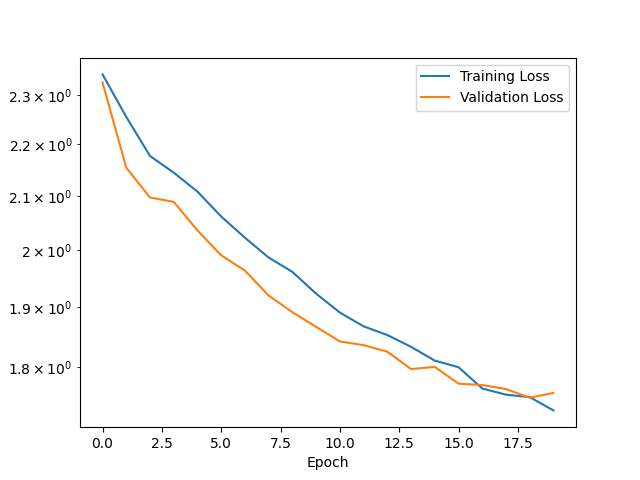 Training Loss
Validation Loss
2.3 × 10⁰
2.2 × 10⁰
2.1 × 10⁰
2 × 10⁰
1.9 × 10⁰
1.8 × 10⁰
0.0 2.5 5.0 7.5 10.0 12.5 15.0 17.5
Epoch